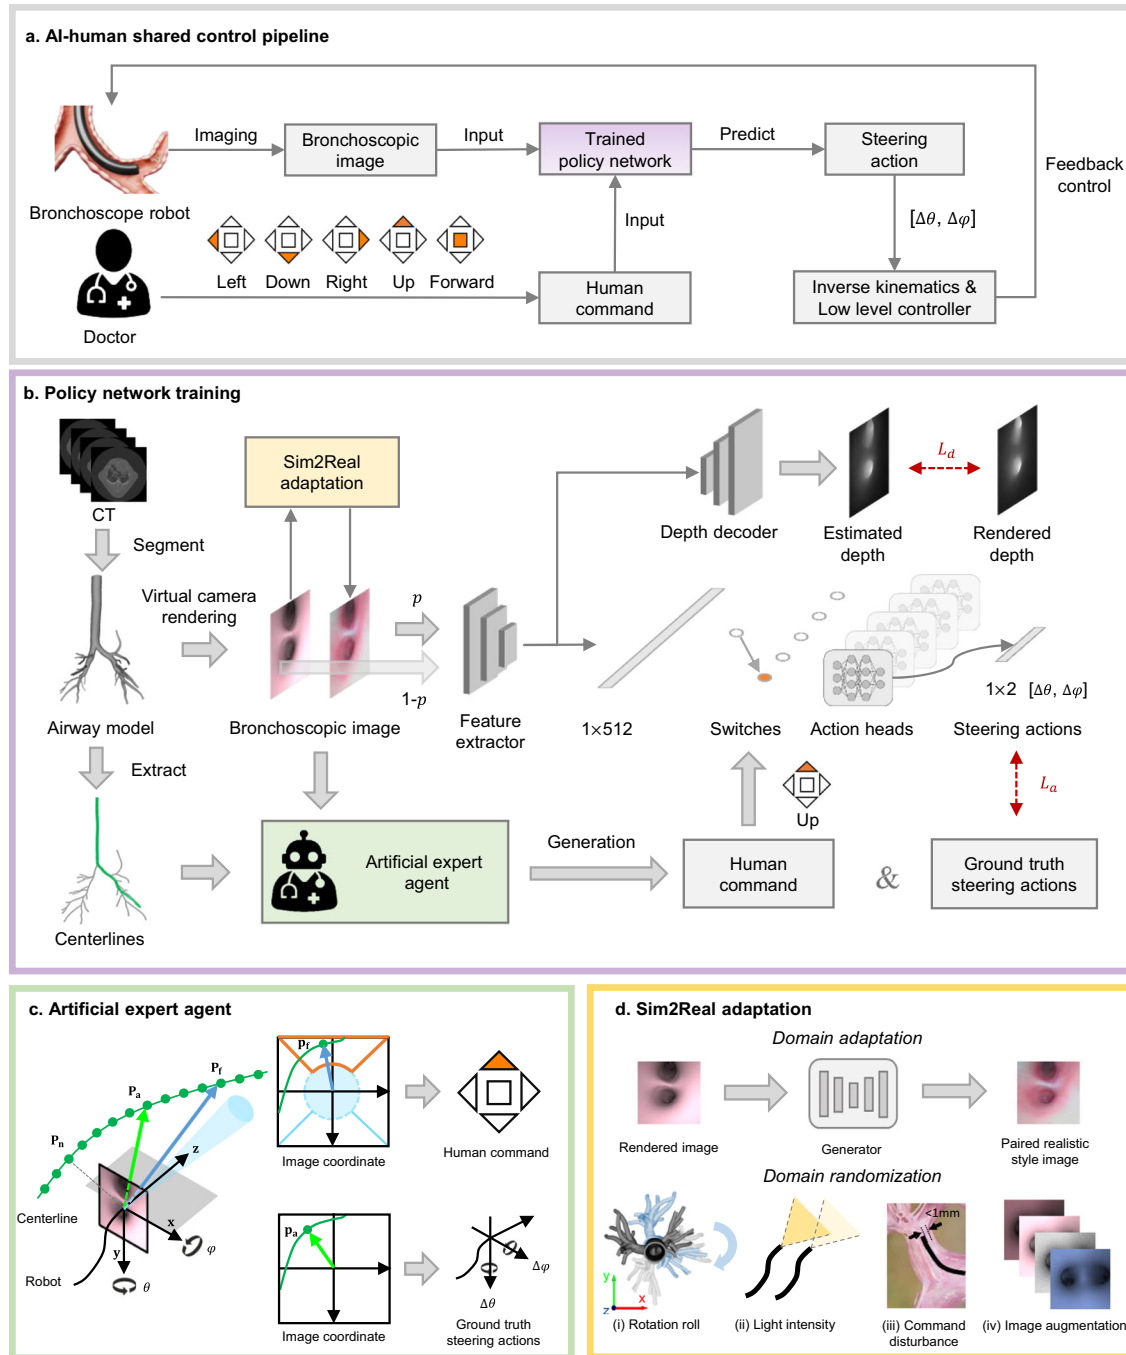 a. AI-human shared control pipeline
Imaging
Bronchoscopic
image
Input
Trained
policy network
Predict
Steering
action
Feedback
control
Bronchoscope robot
Input
[Δθ, Δφ]
Left
Down
Right
Up
Forward
Human
command
Inverse kinematics &
Low level controller
Doctor
b. Policy network training
CT
Segment
Sim2Real
adaptation
Virtual camera
rendering
Airway model
Extract
Centerlines
p
1-p
Bronchoscopic image
Feature
extractor
1×512
Depth decoder
Estimated
depth
L_d
Rendered
depth
Switches
Action heads
1×2 [Δθ, Δφ]
Steering actions
L_a
Up
Artificial expert
agent
Generation
Human
command
&
Ground truth
steering actions
c. Artificial expert agent
P_f
P_a
P_n
z
x
y
φ
θ
Centerline
Robot
p_f
Image coordinate
Human command
p_a
Image coordinate
Δφ
Δθ
Ground truth
steering actions
d. Sim2Real adaptation
Domain adaptation
Rendered image
Generator
Paired realistic
style image
Domain randomization
y
z
x
<1mm
(i) Rotation roll
(ii) Light intensity
(iii) Command
disturbance
(iv) Image augmentation